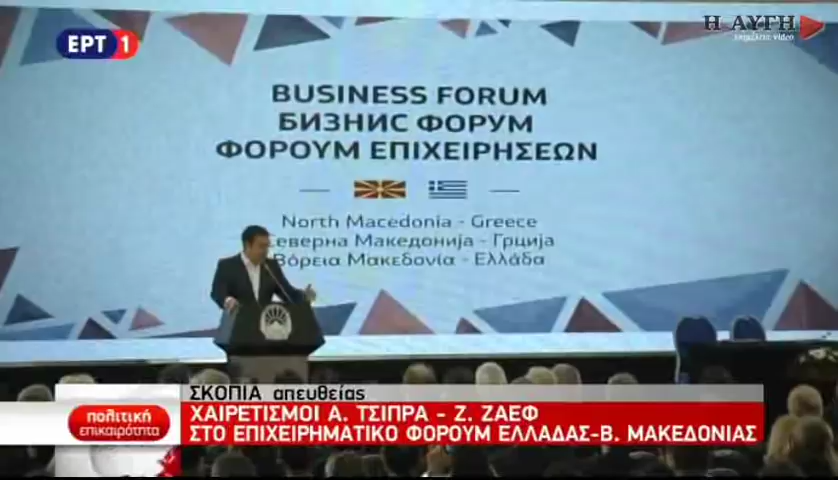 ΕΡΤ 1
Η ΑΥΓΗ
BUSINESS FORUM
БИЗНИС ФОРУМ
ΦΟΡΟΥΜ ΕΠΙΧΕΙΡΗΣΕΩΝ
North Macedonia - Greece
Северна Македонија - Грција
Βόρεια Μακεδονία - Ελλάδα
ΣΚΟΠΙΑ απευθείας
πολιτική
επικαιρότητα
ΧΑΙΡΕΤΙΣΜΟΙ Α. ΤΣΙΠΡΑ - Ζ. ΖΑΕΦ
ΣΤΟ ΕΠΙΧΕΙΡΗΜΑΤΙΚΟ ΦΟΡΟΥΜ ΕΛΛΑΔΑΣ-Β. ΜΑΚΕΔΟΝΙΑΣ